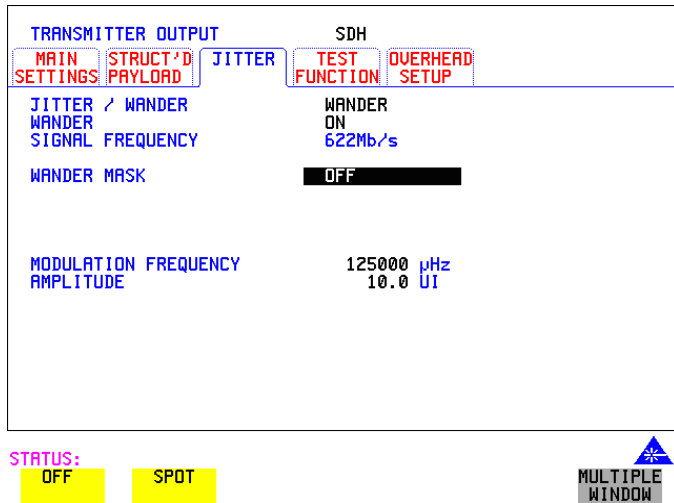 TRANSMITTER OUTPUT SDH
MAIN SETTINGS STRUCT'D PAYLOAD JITTER TEST FUNCTION OVERHEAD SETUP
JITTER / WANDER WANDER
WANDER ON
SIGNAL FREQUENCY 622Mb/s
WANDER MASK OFF
MODULATION FREQUENCY 125000 µHz
AMPLITUDE 10.0 UI
STATUS:
OFF SPOT MULTIPLE WINDOW